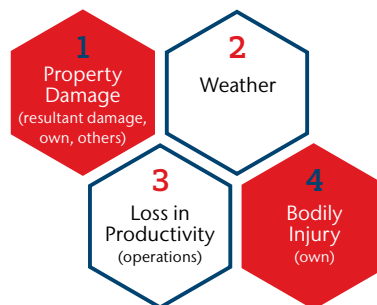 1
Property
Damage
(resultant damage,
own, others)
2
Weather
3
Loss in
Productivity
(operations)
4
Bodily
Injury
(own)